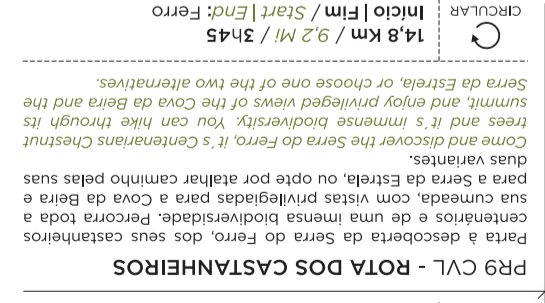 PR9 CVL - ROTA DOS CASTANHEIROS
Parta à descoberta da Serra do Ferro, dos seus castanheiros
centenários e de uma imensa biodiversidade. Percorra toda a
sua cumeada, com vistas privilegiadas para a Cova da Beira e
para a Serra da Estrela, ou opte por atalhar caminho pelas suas
duas variantes.
Come and discover the Serra do Ferro, it´s Centenarians Chestnut
trees and it´s immense biodiversity. You can hike through its
summit, and enjoy privileged views of the Cova da Beira and the
Serra da Estrela, or choose one of the two alternatives.
CIRCULAR
14,8 Km / 9,2 Mi / 3h45
Início | Fim / Start | End: Ferro